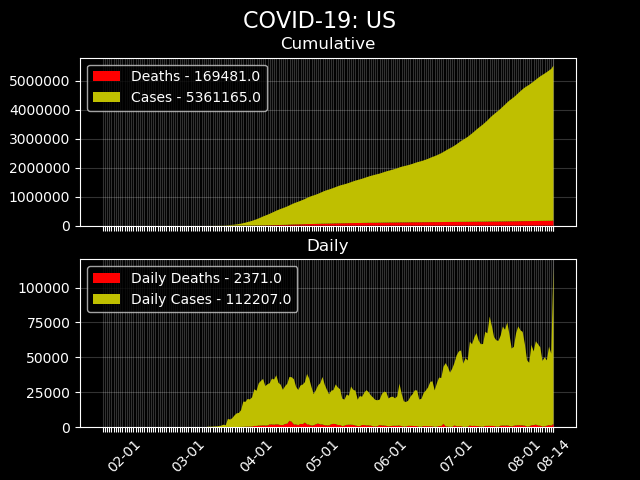 COVID-19: US
Cumulative
Deaths - 169481.0
Cases - 5361165.0
5000000
4000000
3000000
2000000
1000000
0
Daily
Daily Deaths - 2371.0
Daily Cases - 112207.0
100000
75000
50000
25000
0
02-01 03-01 04-01 05-01 06-01 07-01 08-01 08-14